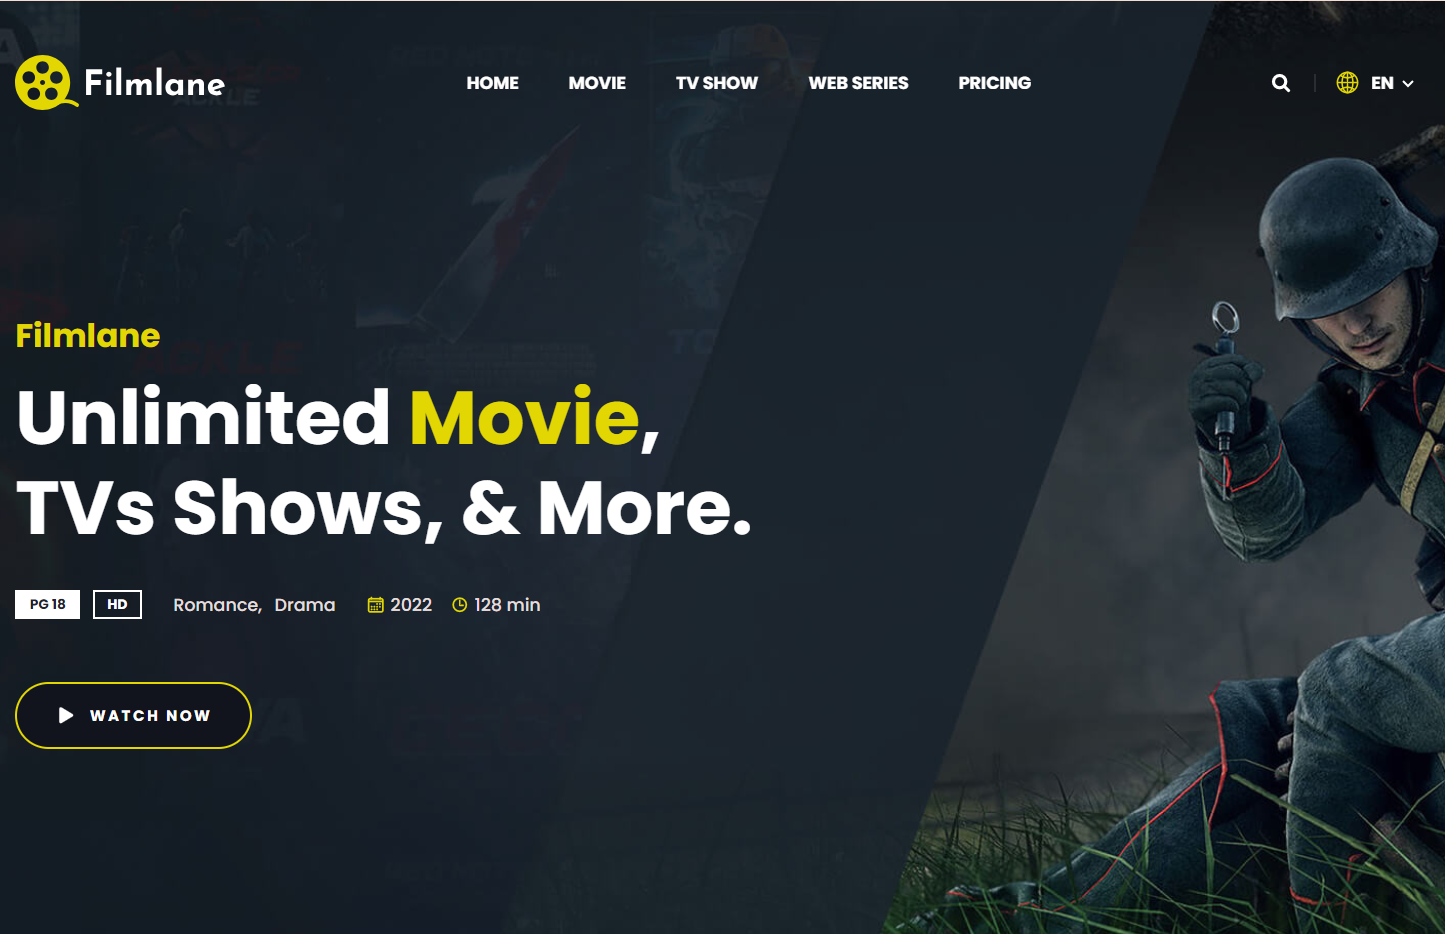 Filmlane
HOME MOVIE TV SHOW WEB SERIES PRICING
EN
Filmlane
Unlimited Movie,
TVs Shows, & More.
PG 18 HD Romance, Drama 2022 128 min
WATCH NOW